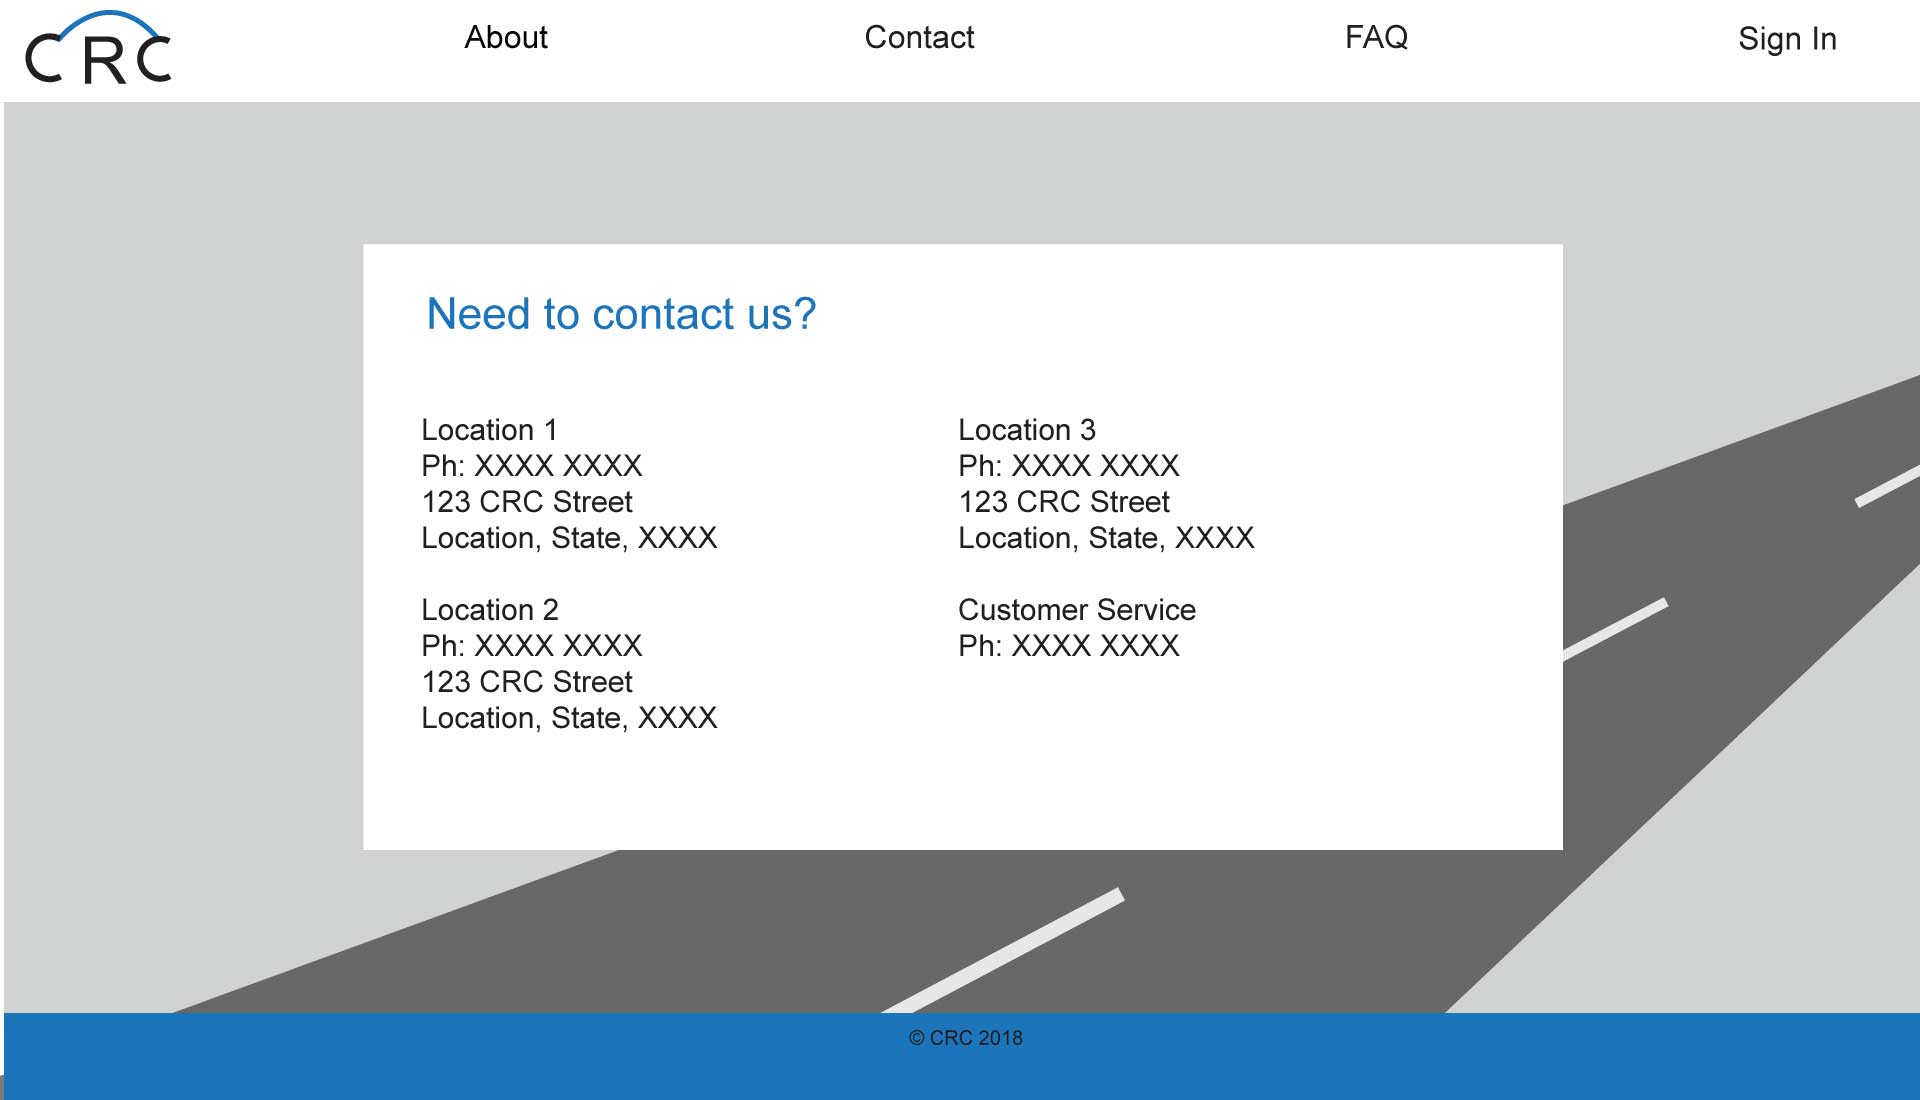 CRC
About
Contact
FAQ
Sign In
Need to contact us?
Location 1
Ph: XXXX XXXX
123 CRC Street
Location, State, XXXX
Location 2
Ph: XXXX XXXX
123 CRC Street
Location, State, XXXX
Location 3
Ph: XXXX XXXX
123 CRC Street
Location, State, XXXX
Customer Service
Ph: XXXX XXXX
© CRC 2018